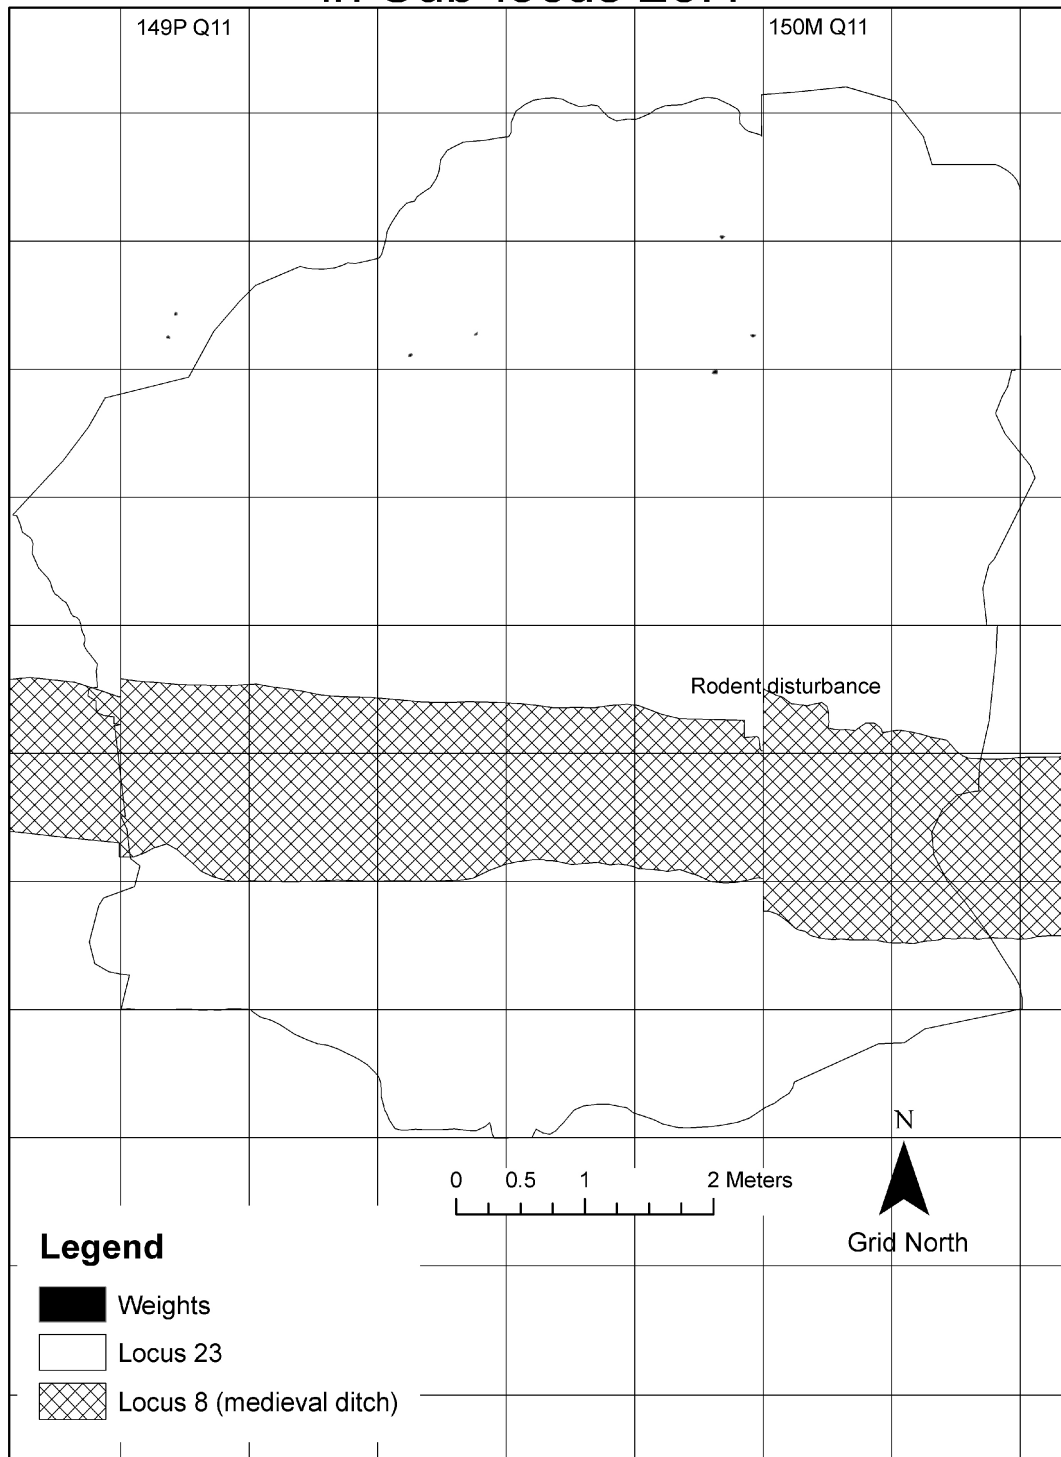 149P Q11
150M Q11
Rodent disturbance
N
0 0.5 1 2 Meters
Grid North
Legend
Weights
Locus 23
Locus 8 (medieval ditch)